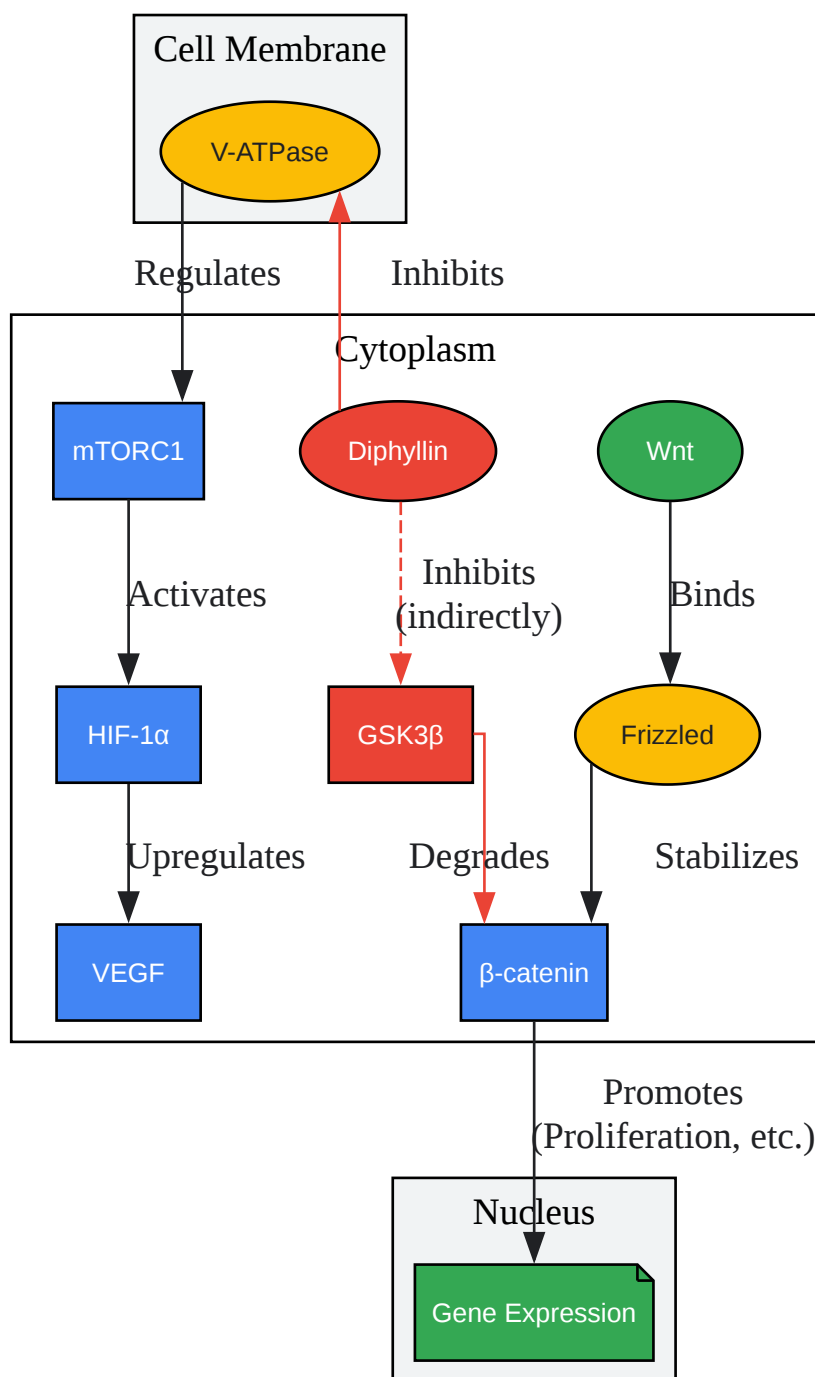 Cell Membrane
V-ATPase
Regulates
Inhibits
Cytoplasm
mTORC1
Diphyllin
Wnt
Activates
Inhibits
(indirectly)
Binds
HIF-1α
GSK3β
Frizzled
Upregulates
Degrades
Stabilizes
VEGF
β-catenin
Promotes
(Proliferation, etc.)
Nucleus
Gene Expression